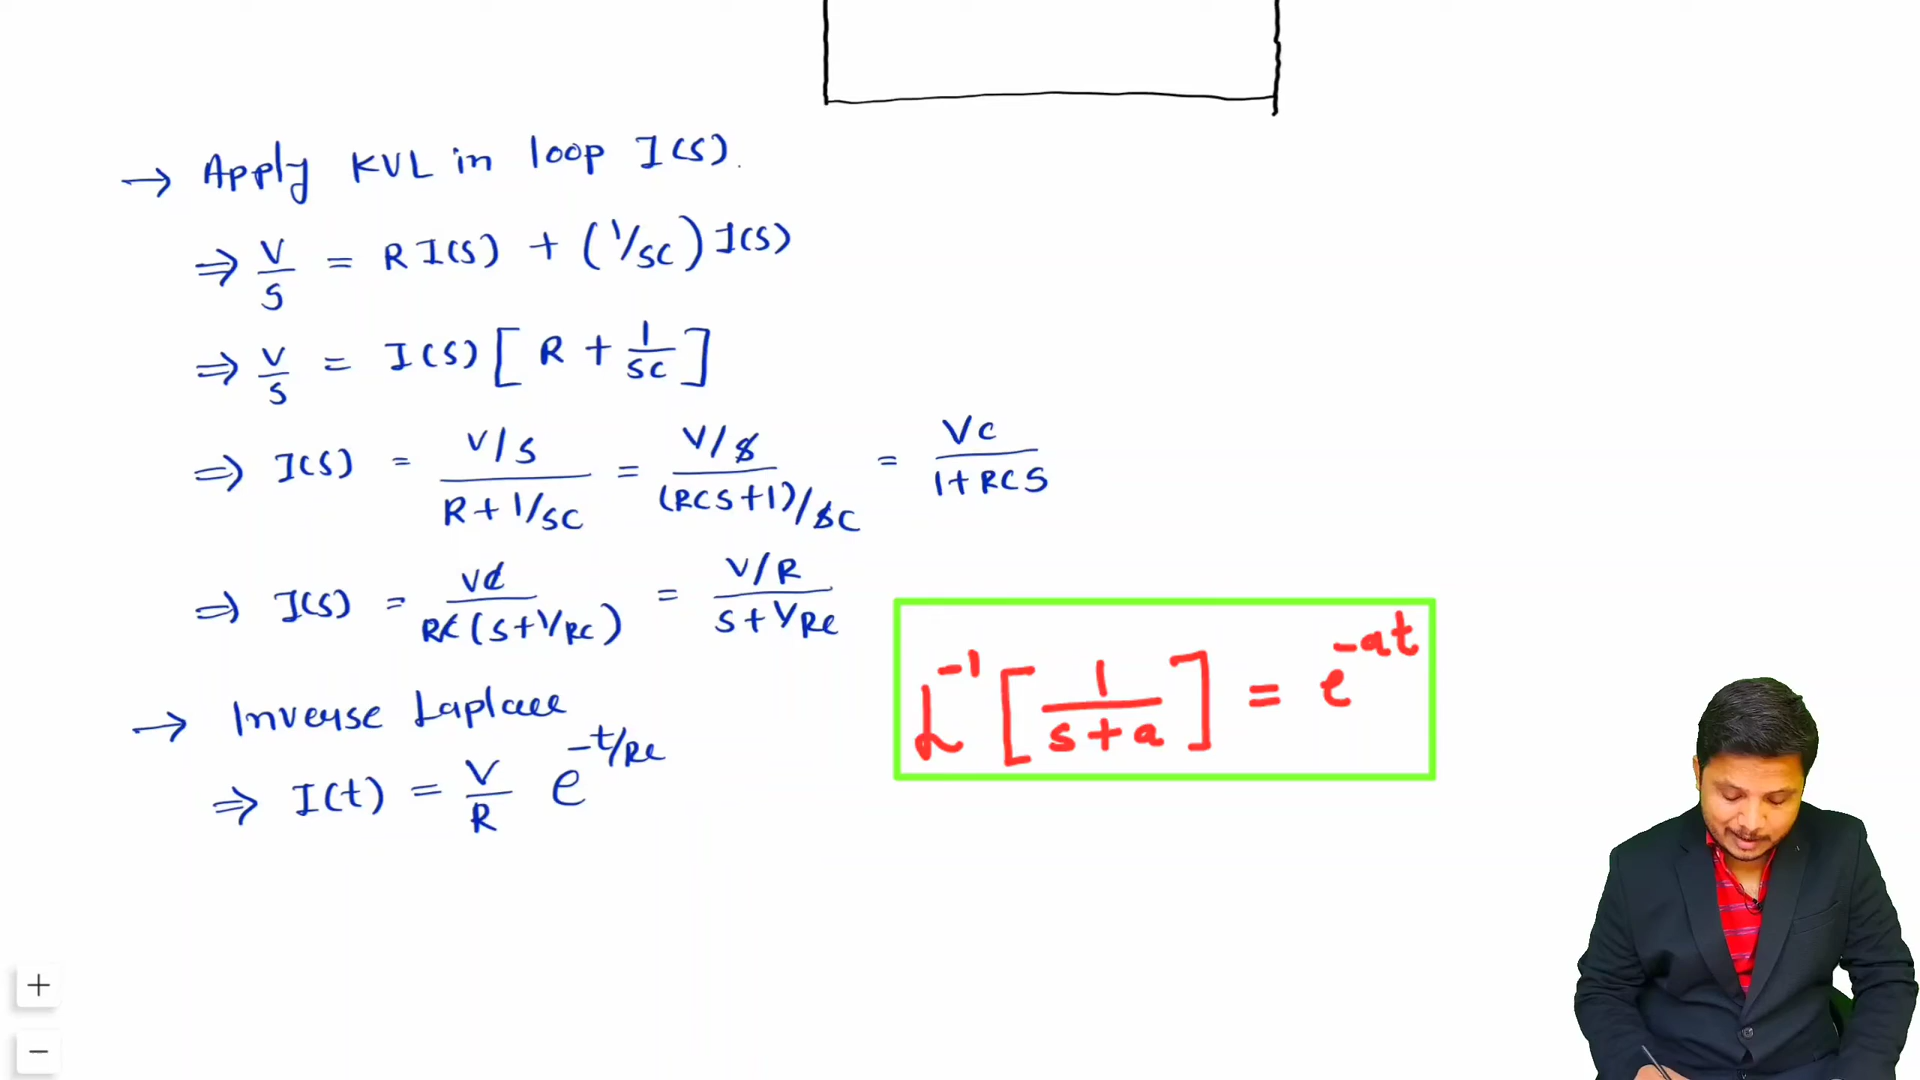 → Apply KVL in loop I(s).
⇒ V/s = R I(s) + (1/sC) I(s)
⇒ V/s = I(s) [ R + 1/sC ]
⇒ I(s) = (V/s)/(R + 1/sC) = (V/s)/((RCS+1)/sC) = VC/(1+RCS)
⇒ I(s) = VC/(RC(s+1/RC)) = (V/R)/(s+1/RC)
L⁻¹ [ 1/(s+a) ] = e^(-at)
→ Inverse Laplace
⇒ I(t) = V/R e^(-t/RC)
+
−